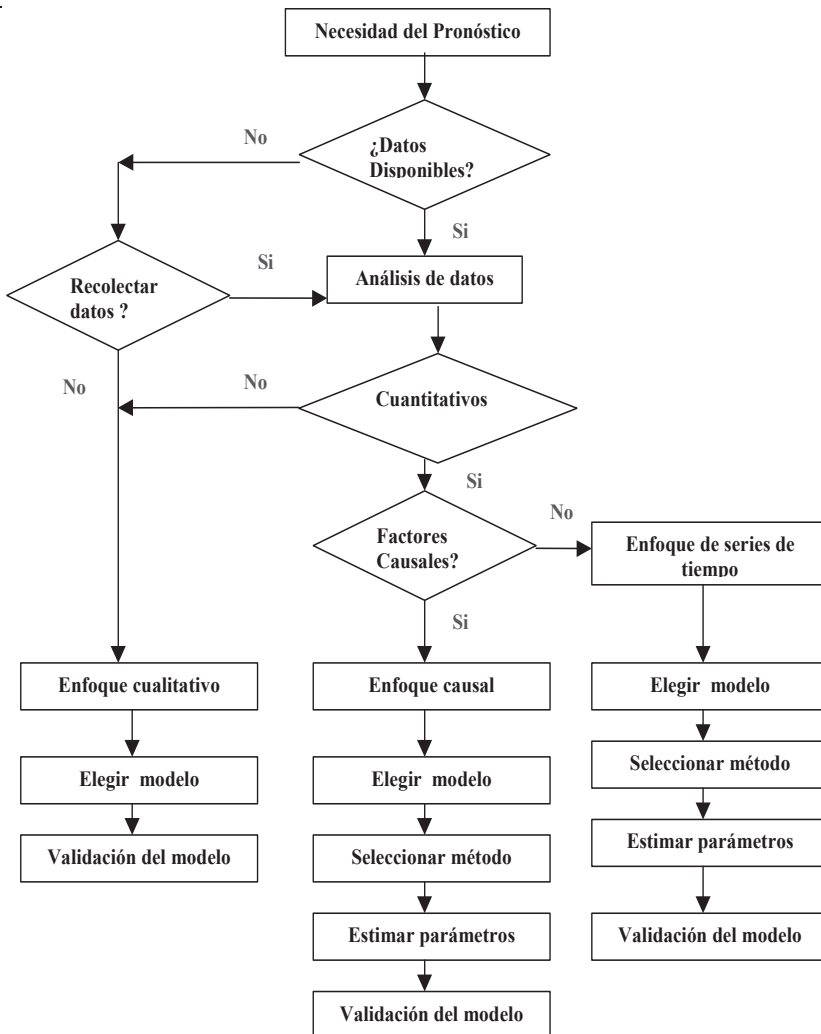 Necesidad del Pronóstico
No
¿Datos
Disponibles?
Si
Recolectar
datos ?
Si
Análisis de datos
No
No
Cuantitativos
Si
Factores
Causales?
No
Enfoque de series de
tiempo
Si
Enfoque cualitativo
Enfoque causal
Elegir modelo
Elegir modelo
Elegir modelo
Seleccionar método
Validación del modelo
Seleccionar método
Estimar parámetros
Estimar parámetros
Validación del modelo
Validación del modelo